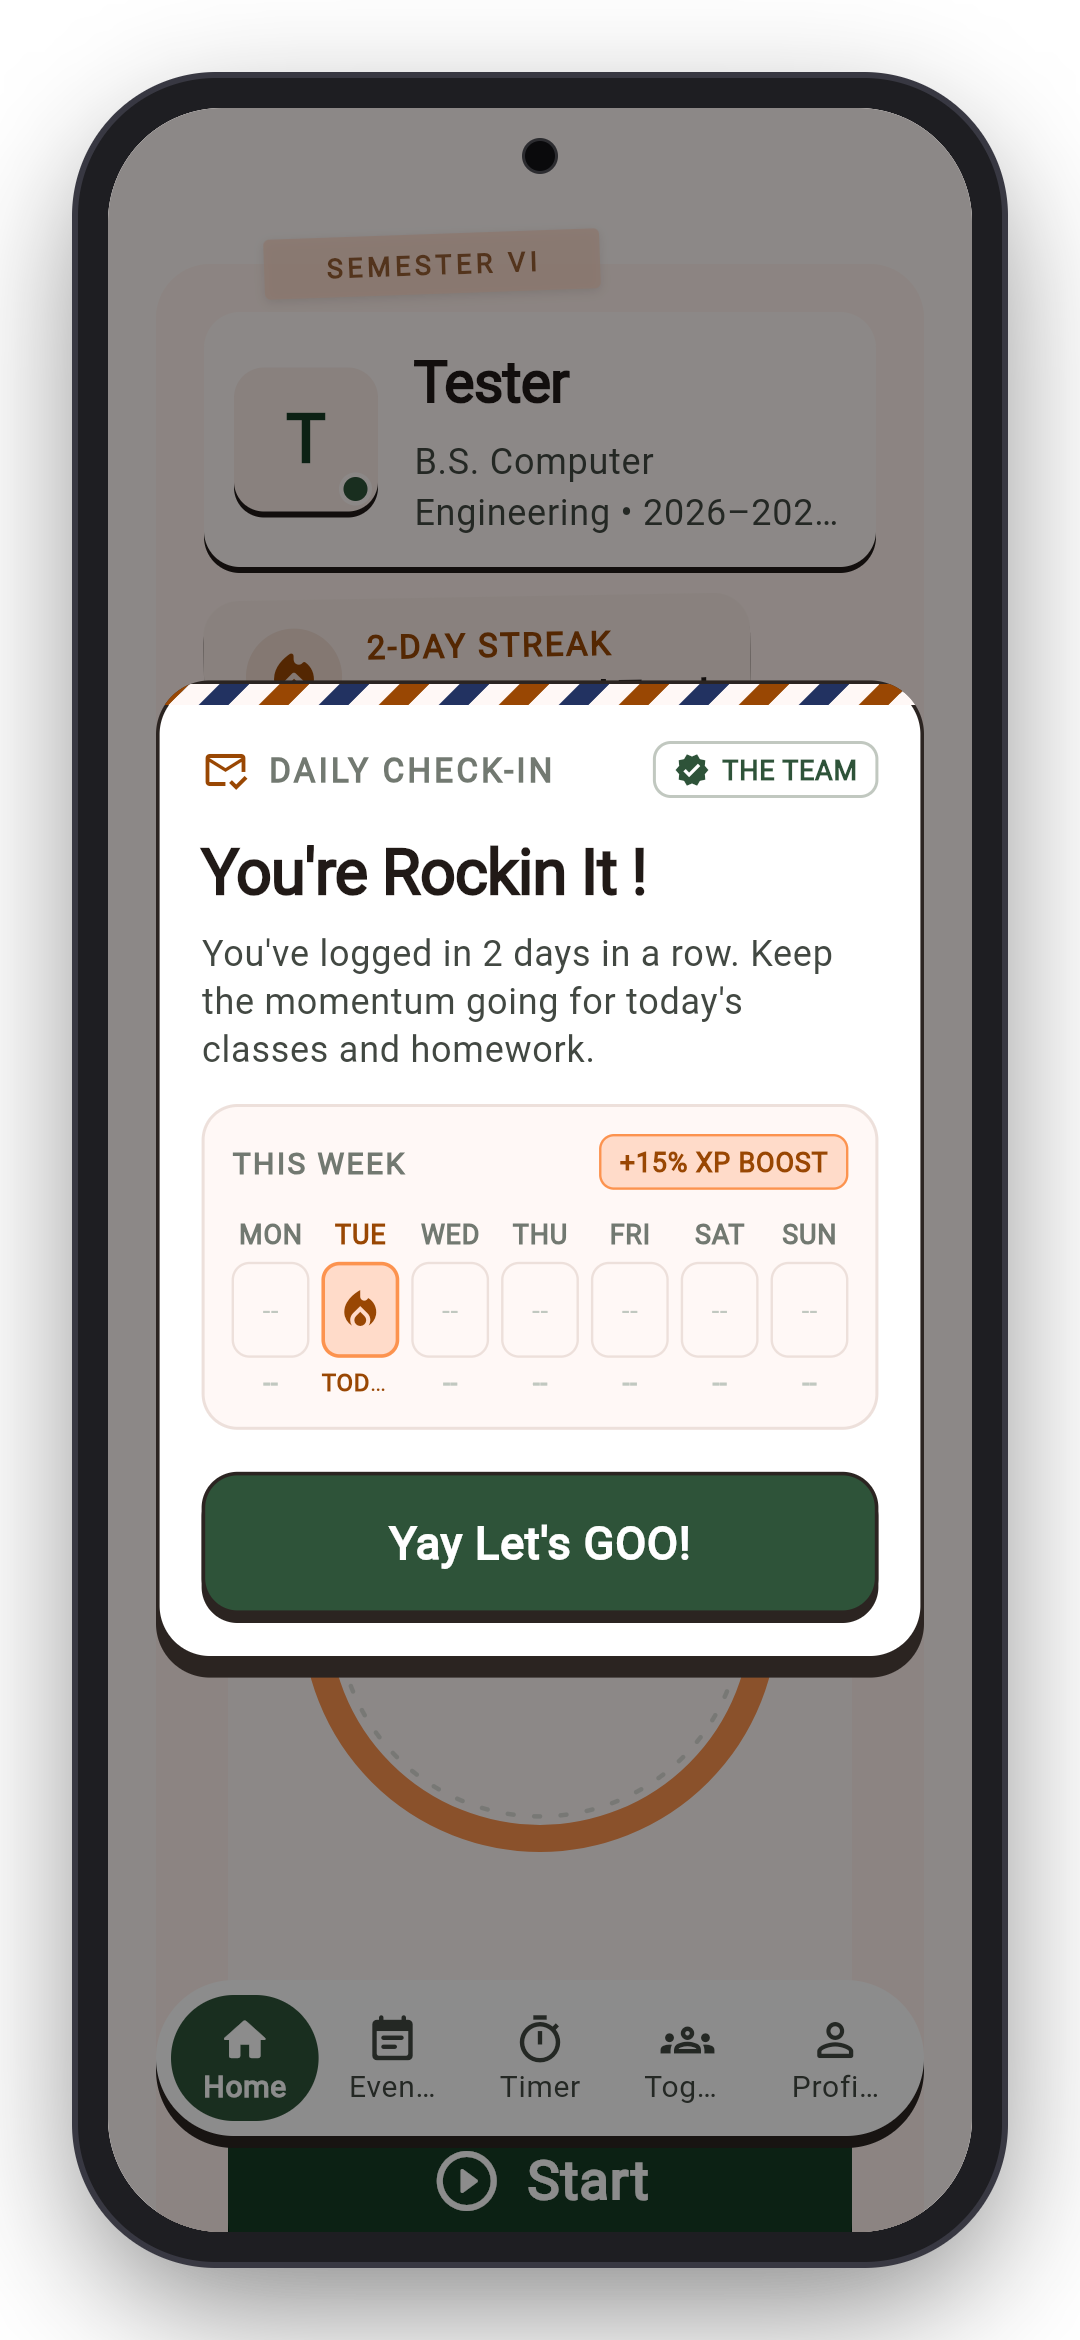 SEMESTER VI
T
Tester
B.S. Computer
Engineering • 2026–202...
2-DAY STREAK
DAILY CHECK-IN
THE TEAM
You're Rockin It !
You've logged in 2 days in a row. Keep
the momentum going for today's
classes and homework.
THIS WEEK
+15% XP BOOST
MON TUE WED THU FRI SAT SUN
-- -- -- -- -- --
-- TOD... -- -- -- -- --
Yay Let's GOO!
Home Even... Timer Tog... Profi...
Start